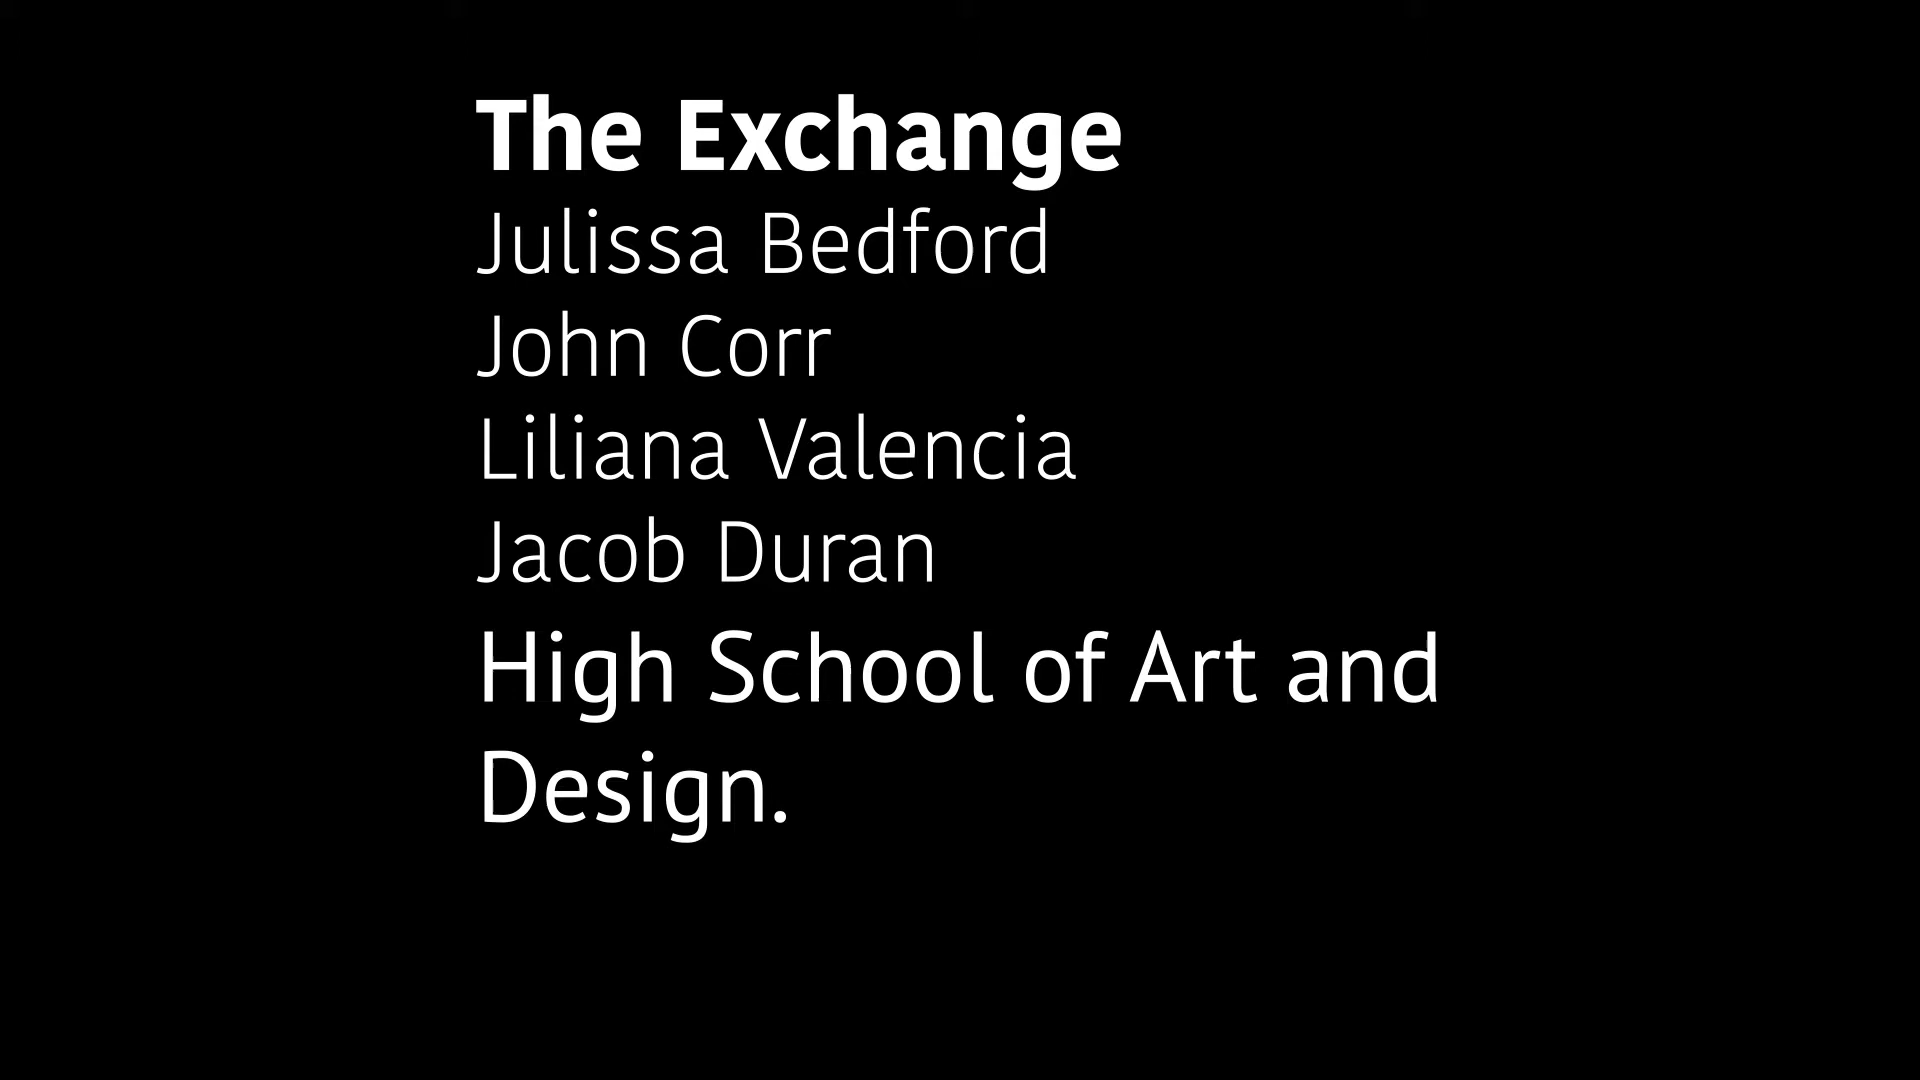 The Exchange
Julissa Bedford
John Corr
Liliana Valencia
Jacob Duran
High School of Art and
Design.